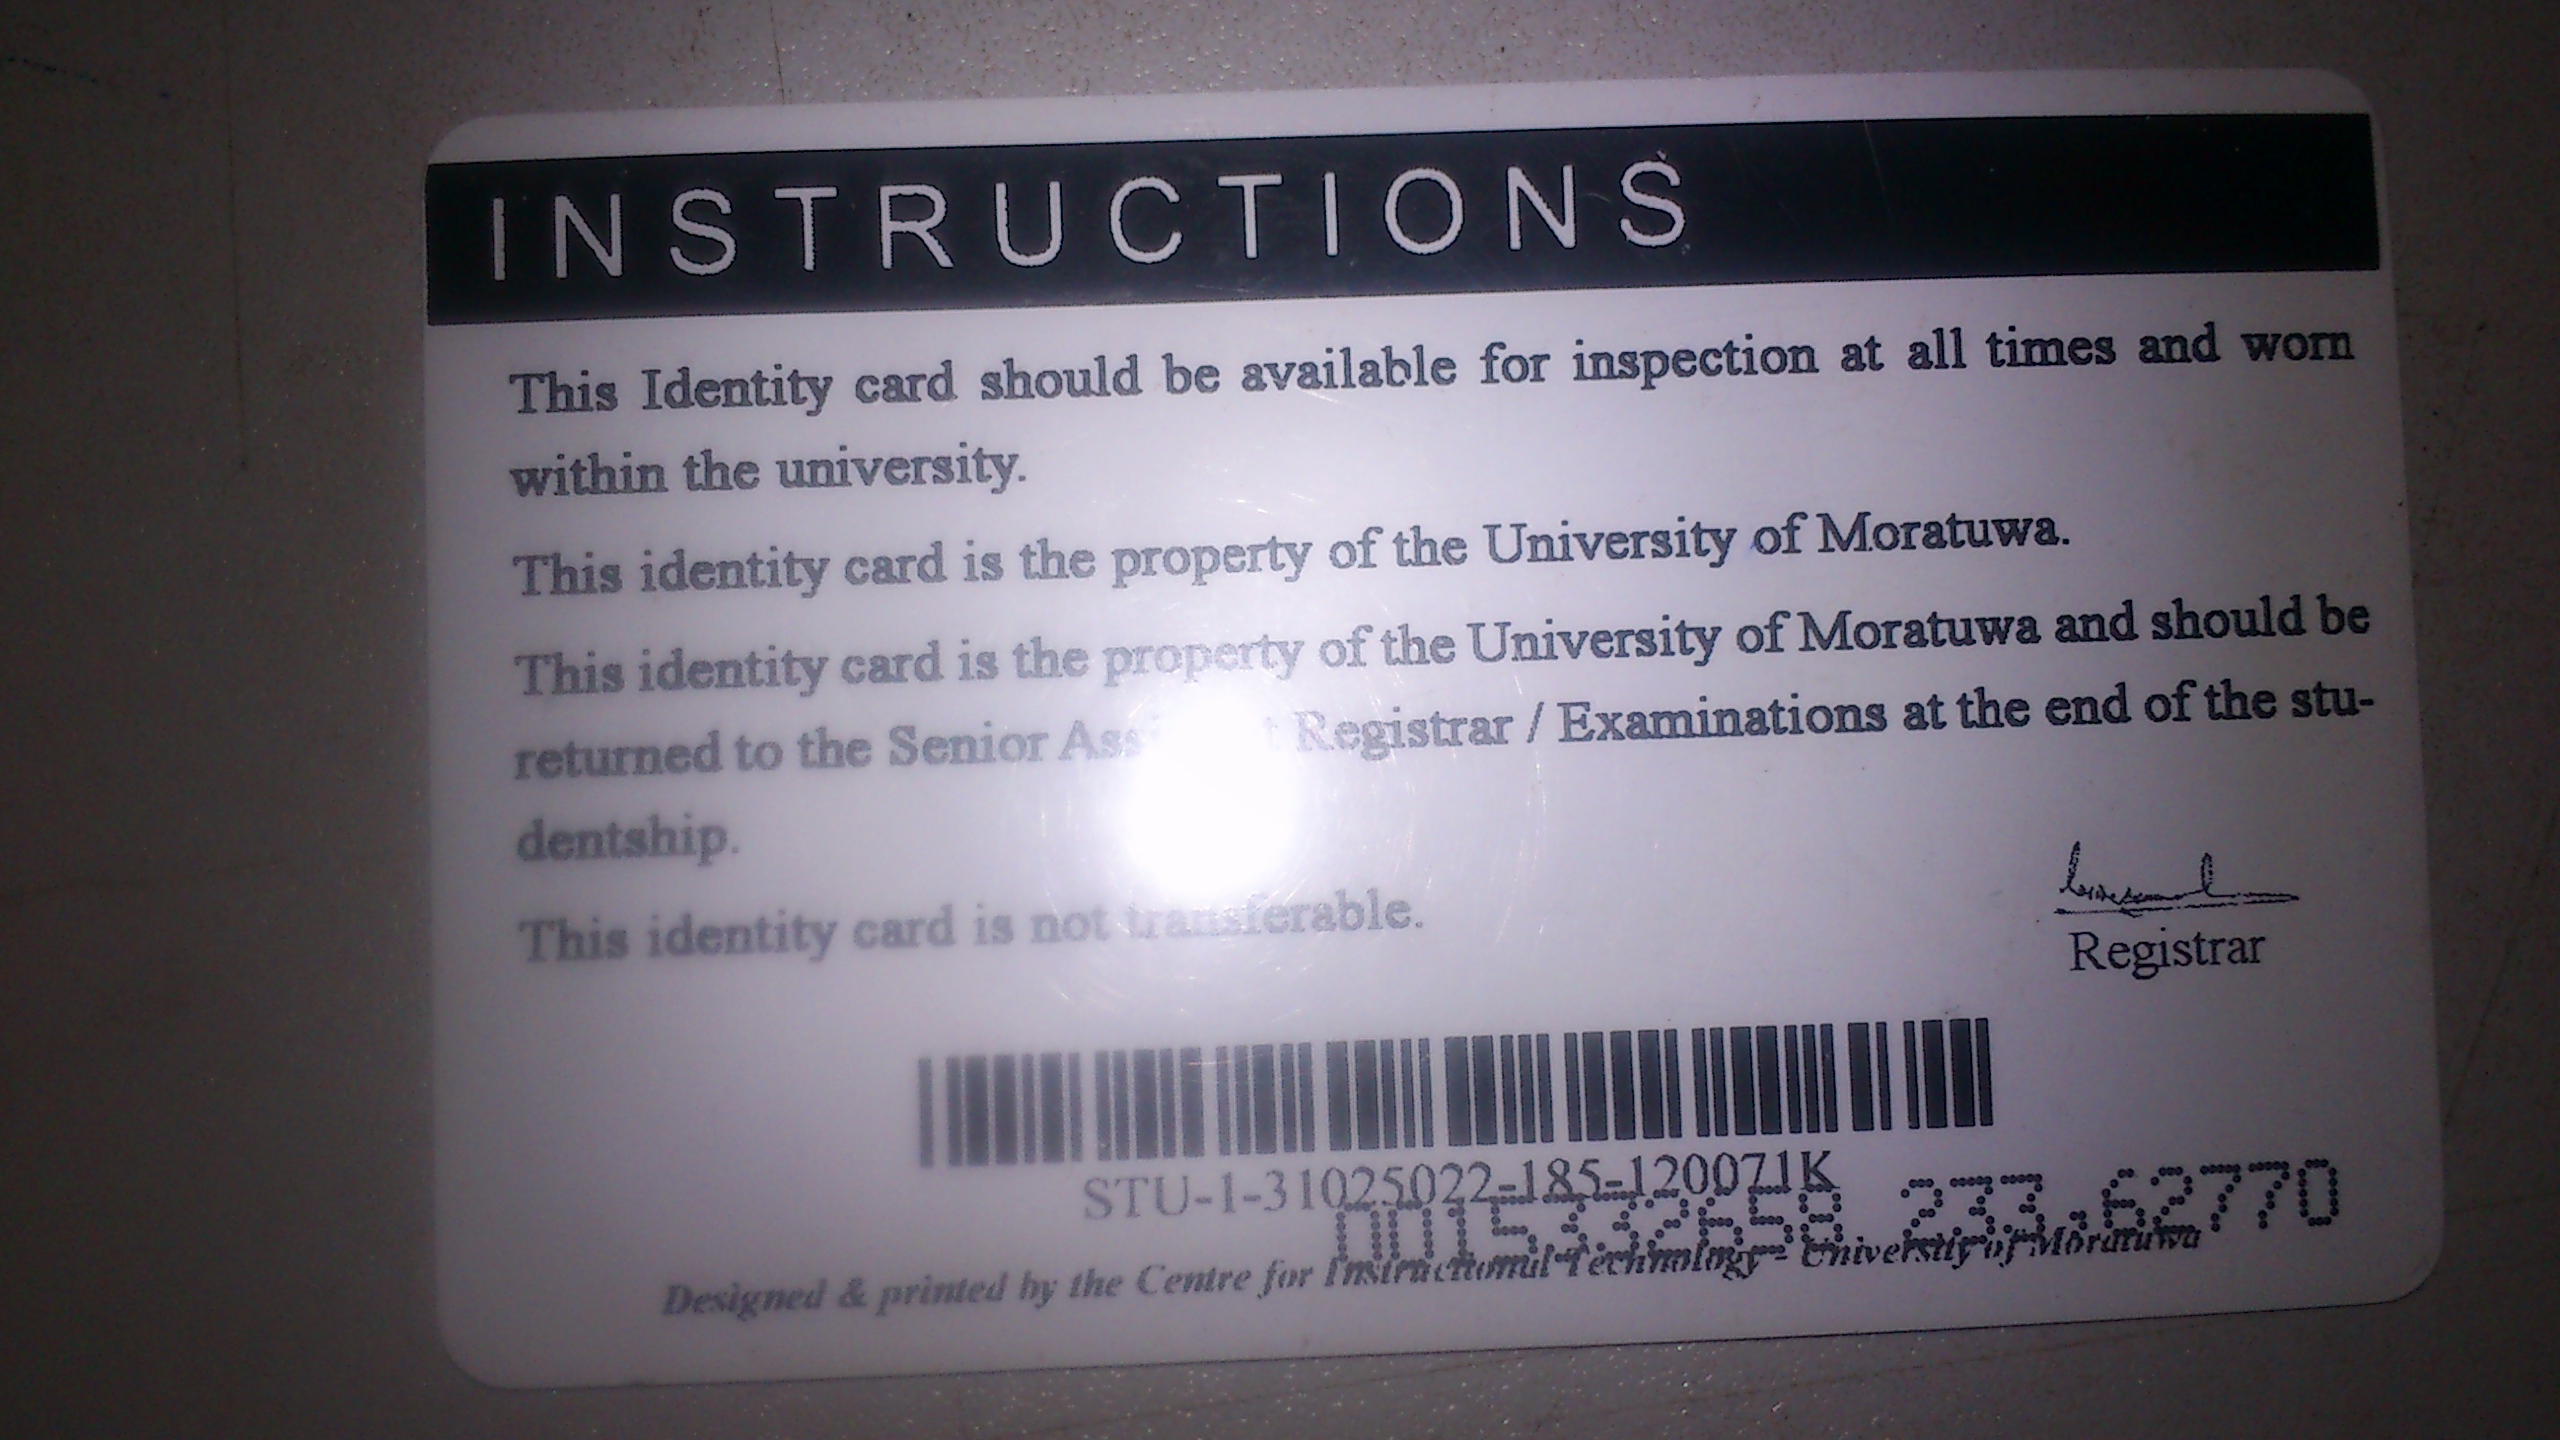 INSTRUCTIONS
This Identity card should be available for inspection at all times and worn
within the university.
This identity card is the property of the University of Moratuwa.
This identity card is the property of the University of Moratuwa and should be
returned to the Senior Registrar / Examinations at the end of the stu-
dentship.
This identity card is not transferable.
Registrar
STU-1-31025022-185-120071K
0015332658 233,62770
Designed & printed by the Centre for Instructional Technology - University of Moratuwa